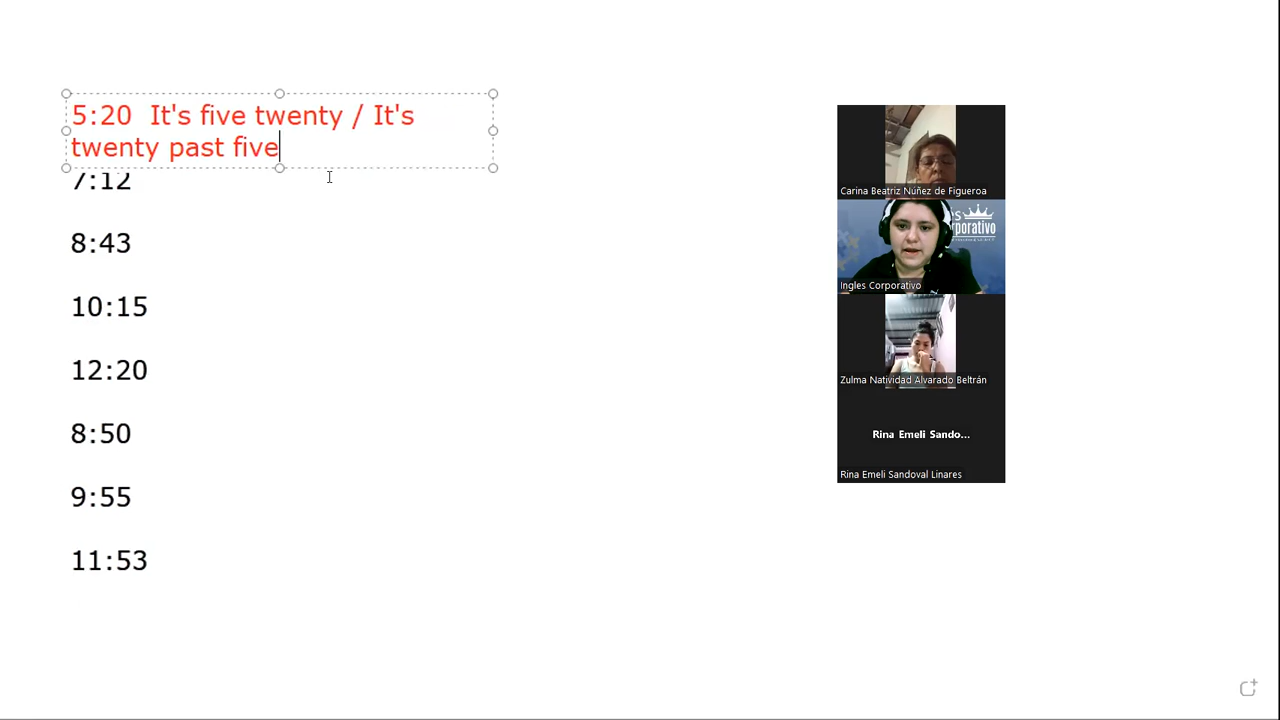 5:20 It's five twenty / It's
twenty past five
7:12
8:43
10:15
12:20
8:50
9:55
11:53
Carina Beatriz Núñez de Figueroa
rporativo
Ingles Corporativo
Zulma Natividad Alvarado Beltrán
Rina Emeli Sando...
Rina Emeli Sandoval Linares